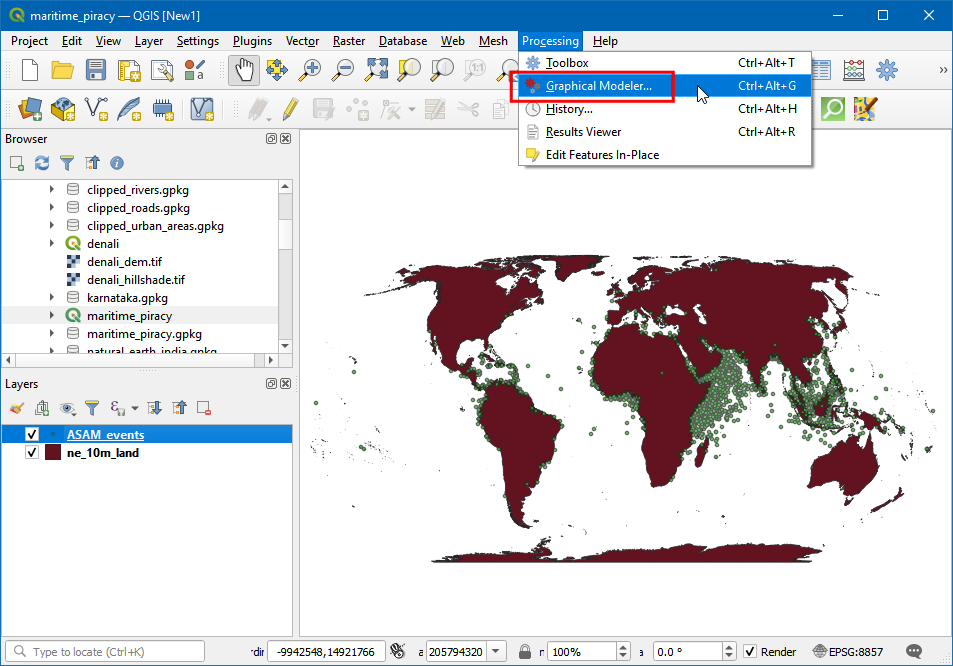 maritime_piracy — QGIS [New1]
Project Edit View Layer Settings Plugins Vector Raster Database Web Mesh Processing Help
Toolbox Ctrl+Alt+T
Graphical Modeler... Ctrl+Alt+G
History... Ctrl+Alt+H
Results Viewer Ctrl+Alt+R
Edit Features In-Place
1:1
»
Browser
clipped_rivers.gpkg
clipped_roads.gpkg
clipped_urban_areas.gpkg
denali
denali_dem.tif
denali_hillshade.tif
karnataka.gpkg
maritime_piracy
maritime_piracy.gpkg
natural_earth_india.gpkg
Layers
ASAM_events
ne_10m_land
Type to locate (Ctrl+K) -9942548,14921766 205794320 100% 0.0 ° Render EPSG:8857